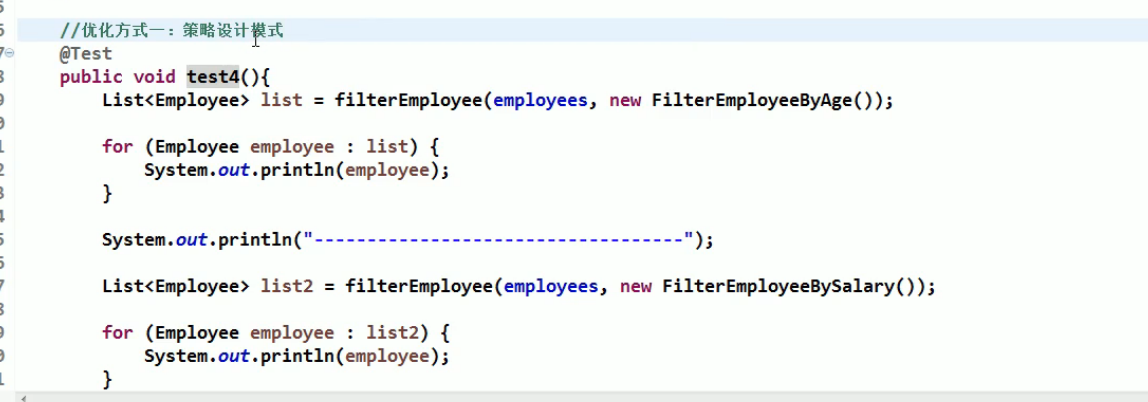 //优化方式一：策略设计模式
@Test
public void test4(){
List<Employee> list = filterEmployee(employees, new FilterEmployeeByAge());
for (Employee employee : list) {
System.out.println(employee);
}
System.out.println("-----------------------------------");
List<Employee> list2 = filterEmployee(employees, new FilterEmployeeBySalary());
for (Employee employee : list2) {
System.out.println(employee);
}